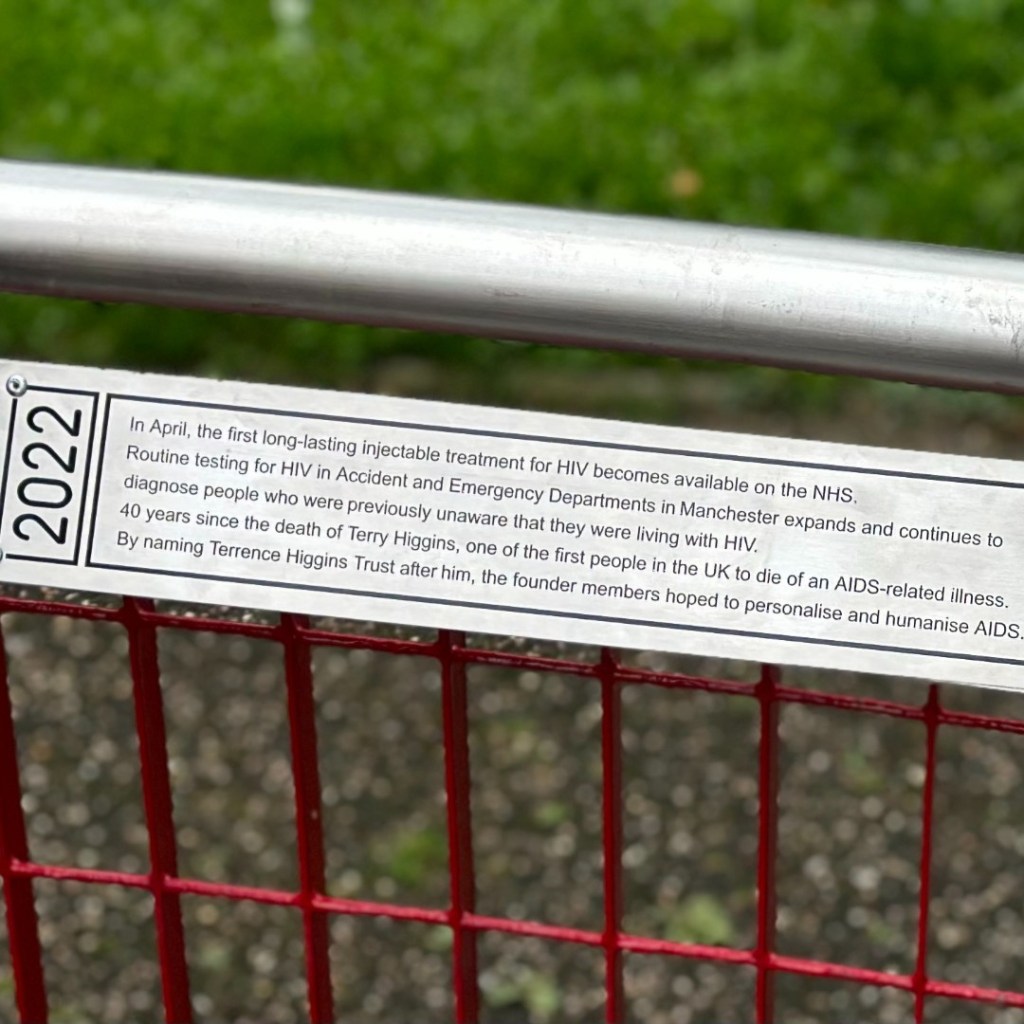 2022
In April, the first long-lasting injectable treatment for HIV becomes available on the NHS.
Routine testing for HIV in Accident and Emergency Departments in Manchester expands and continues to
diagnose people who were previously unaware that they were living with HIV.
40 years since the death of Terry Higgins, one of the first people in the UK to die of an AIDS-related illness.
By naming Terrence Higgins Trust after him, the founder members hoped to personalise and humanise AIDS.